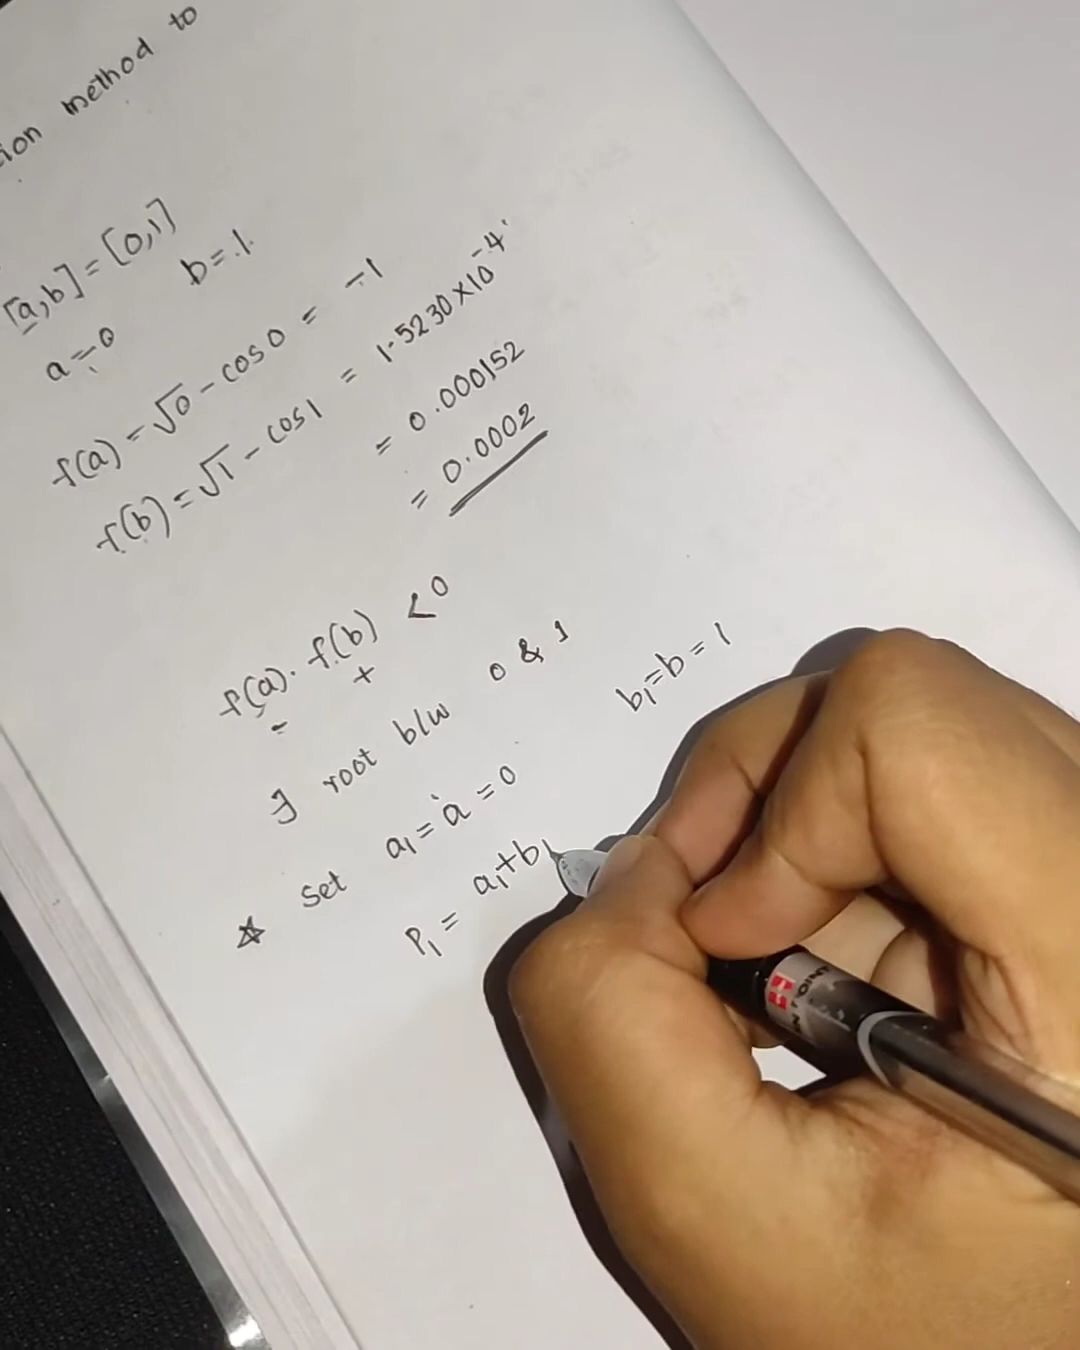 ion method to
[a,b] = [0,1]
a = 0 b = 1.
f(a) = √0 - cos 0 = -1
f(b) = √1 - cos 1 = 1.5230 × 10⁻⁴
= 0.000152
= 0.0002
f(a). f(b) < 0
- +
∃ root b/w 0 & 1
* Set a₁ = a = 0 b₁ = b = 1
P₁ = a₁+b₁
POINT